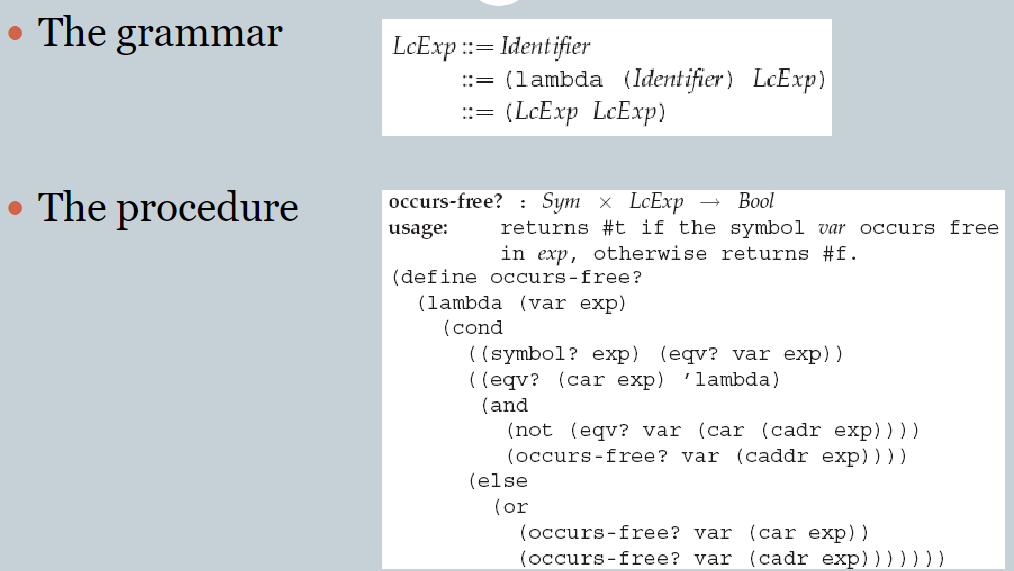 • The grammar
LcExp ::= Identifier
::= (lambda (Identifier) LcExp)
::= (LcExp LcExp)
• The procedure
occurs-free? : Sym × LcExp → Bool
usage: returns #t if the symbol var occurs free
in exp, otherwise returns #f.
(define occurs-free?
(lambda (var exp)
(cond
((symbol? exp) (eqv? var exp))
((eqv? (car exp) ’lambda)
(and
(not (eqv? var (car (cadr exp))))
(occurs-free? var (caddr exp))))
(else
(or
(occurs-free? var (car exp))
(occurs-free? var (cadr exp)))))))